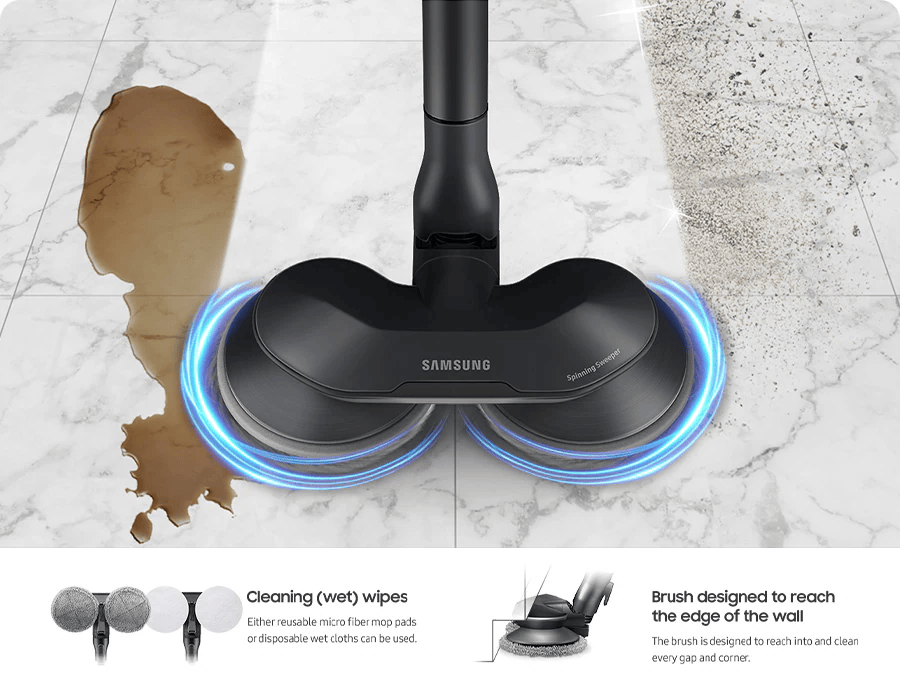 SAMSUNG
Spinning Sweeper
Cleaning (wet) wipes
Either reusable micro fiber mop pads
or disposable wet cloths can be used.
Brush designed to reach
the edge of the wall
The brush is designed to reach into and clean
every gap and corner.